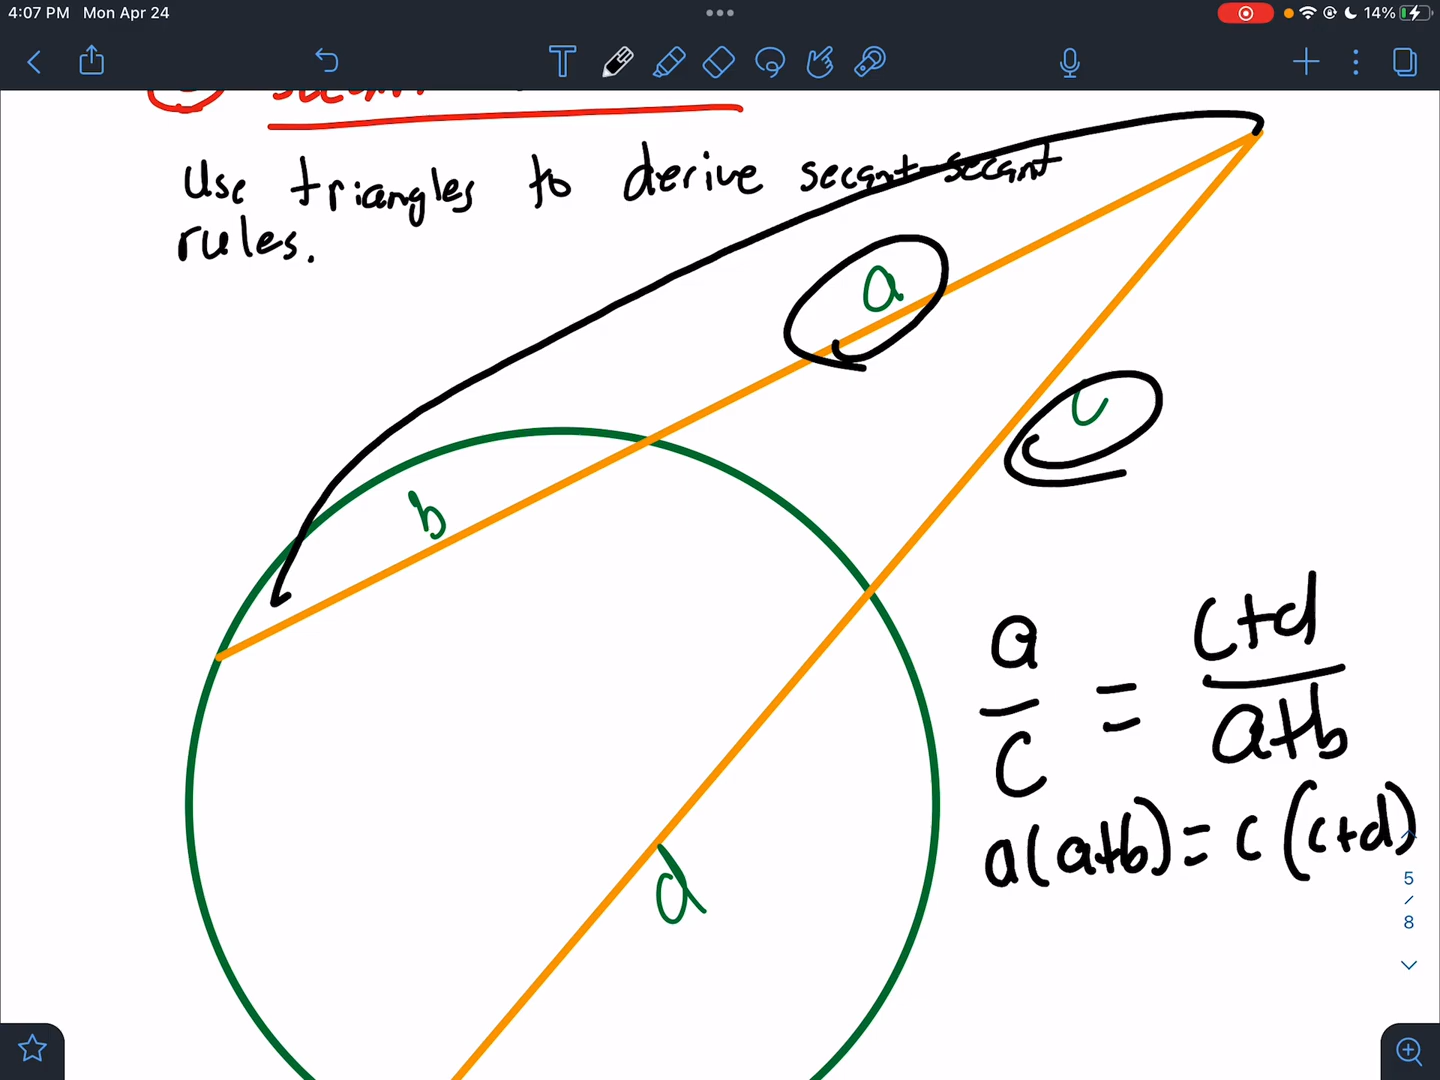 4:07 PM Mon Apr 24
14%
Use triangles to derive secant-secant
rules.
a
c
b
d
a/c = c+d/a+b
a(a+b) = c(c+d)
5
/
8